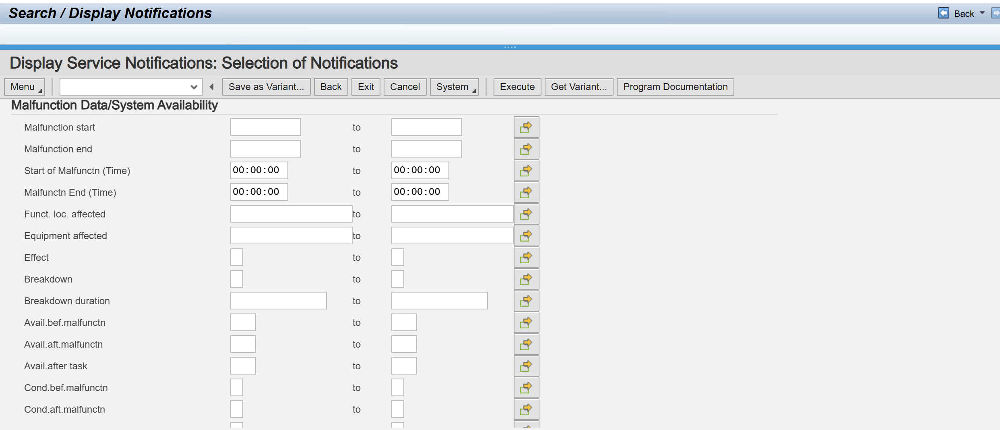 Search / Display Notifications
Back
Display Service Notifications: Selection of Notifications
Menu Save as Variant... Back Exit Cancel System Execute Get Variant... Program Documentation
Malfunction Data/System Availability
Malfunction start to
Malfunction end to
Start of Malfunctn (Time) 00:00:00 to 00:00:00
Malfunctn End (Time) 00:00:00 to 00:00:00
Funct. loc. affected to
Equipment affected to
Effect to
Breakdown to
Breakdown duration to
Avail.bef.malfunctn to
Avail.aft.malfunctn to
Avail.after task to
Cond.bef.malfunctn to
Cond.aft.malfunctn to